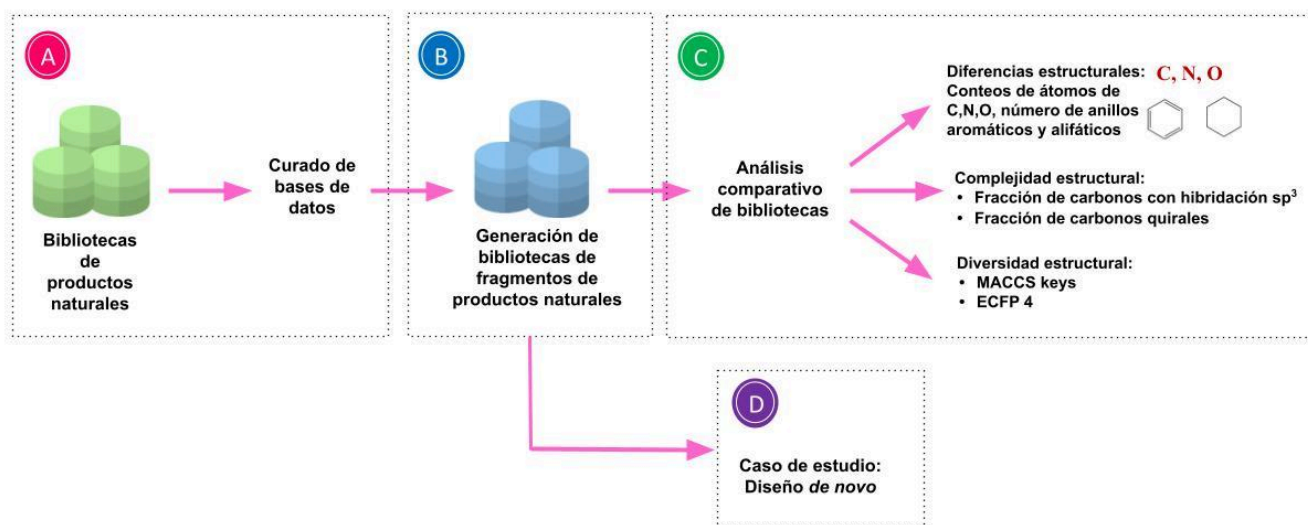 A
Bibliotecas
de
productos
naturales
Curado de
bases de
datos
B
Generación de
bibliotecas de
fragmentos de
productos naturales
C
Análisis
comparativo
de bibliotecas
Diferencias estructurales: C, N, O
Conteos de átomos de
C,N,O, número de anillos
aromáticos y alifáticos
Complejidad estructural:
• Fracción de carbonos con hibridación sp³
• Fracción de carbonos quirales
Diversidad estructural:
• MACCS keys
• ECFP 4
D
Caso de estudio:
Diseño de novo